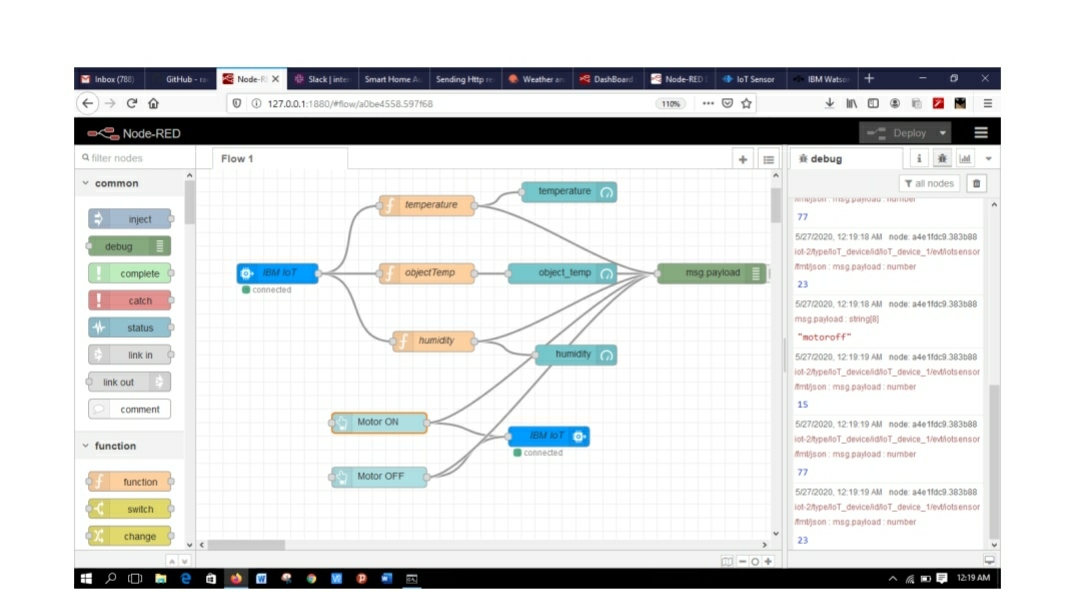 Inbox (788) GitHub - ra Node-R Slack | inter Smart Home Au Sending Http re Weather an DashBoard Node-RED IoT Sensor IBM Watso
127.0.0.1:1880/#flow/a0be4558.597f68 110%
Node-RED Deploy
filter nodes
Flow 1
debug
all nodes
common
inject
debug
complete
catch
status
link in
link out
comment
function
function
switch
change
temperature
temperature
IBM IoT
connected
objectTemp
object_temp
msg.payload
humidity
humidity
Motor ON
IBM IoT
connected
Motor OFF
fmt/json : msg.payload : number
77
5/27/2020, 12:19:18 AM node: a4e1fdc9.383b88
iot-2/type/IoT_device/id/IoT_device_1/evt/iotsensor
/fmt/json : msg.payload : number
23
5/27/2020, 12:19:18 AM node: a4e1fdc9.383b88
msg.payload : string[8]
"motoroff"
5/27/2020, 12:19:19 AM node: a4e1fdc9.383b88
iot-2/type/IoT_device/id/IoT_device_1/evt/iotsensor
/fmt/json : msg.payload : number
15
5/27/2020, 12:19:19 AM node: a4e1fdc9.383b88
iot-2/type/IoT_device/id/IoT_device_1/evt/iotsensor
/fmt/json : msg.payload : number
77
5/27/2020, 12:19:19 AM node: a4e1fdc9.383b88
iot-2/type/IoT_device/id/IoT_device_1/evt/iotsensor
/fmt/json : msg.payload : number
23
12:19 AM